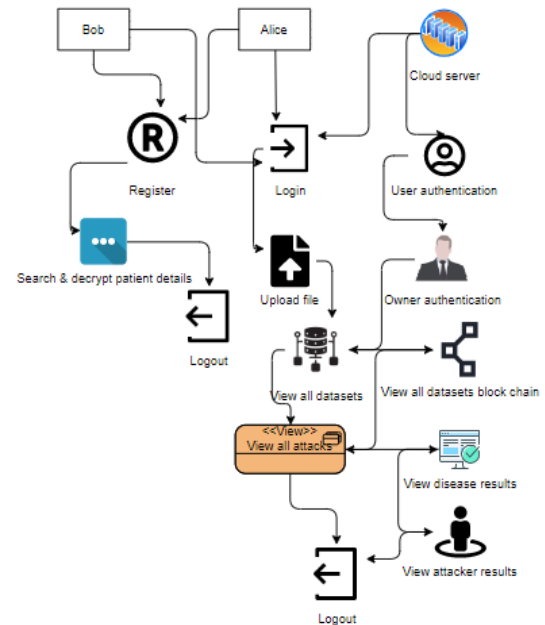 Bob
Alice
Cloud server
R
Register
Login
User authentication
Search & decrypt patient details
Upload file
Owner authentication
Logout
View all datasets
View all datasets block chain
<<View>>
View all attacks
View disease results
View attacker results
Logout